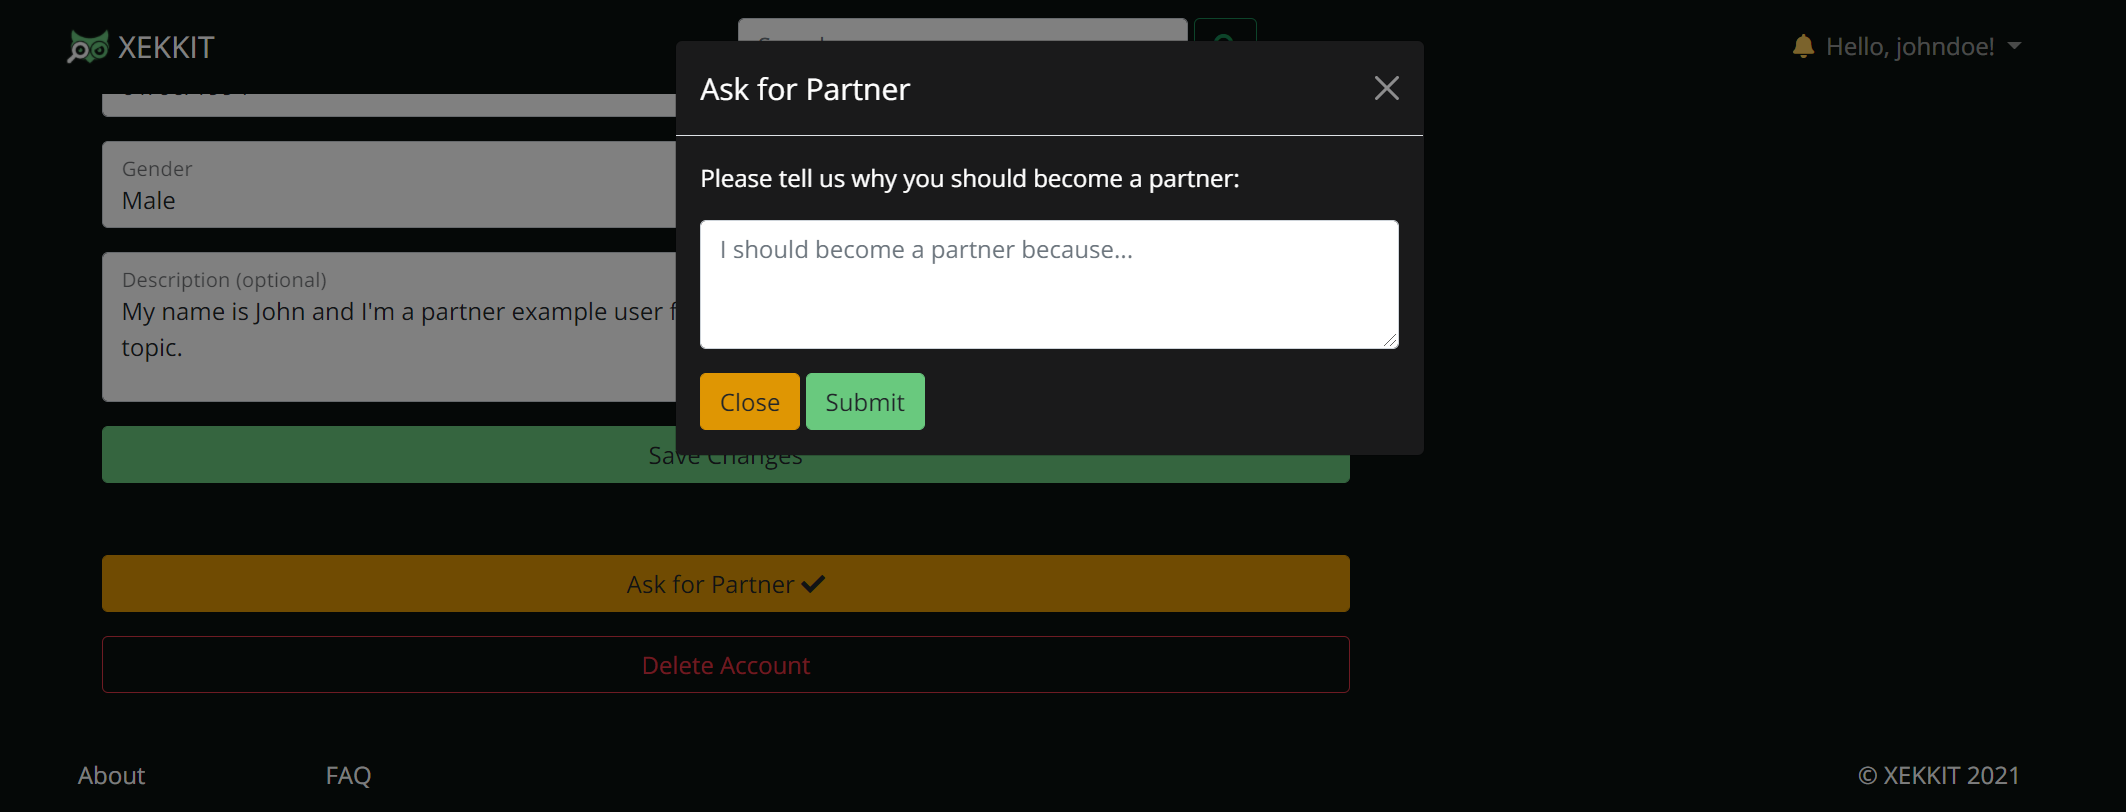 XEKKIT
Hello, johndoe!
Ask for Partner
Please tell us why you should become a partner:
I should become a partner because...
Close
Submit
Gender
Male
Description (optional)
My name is John and I'm a partner example user
topic.
Save Changes
Ask for Partner
Delete Account
About
FAQ
© XEKKIT 2021